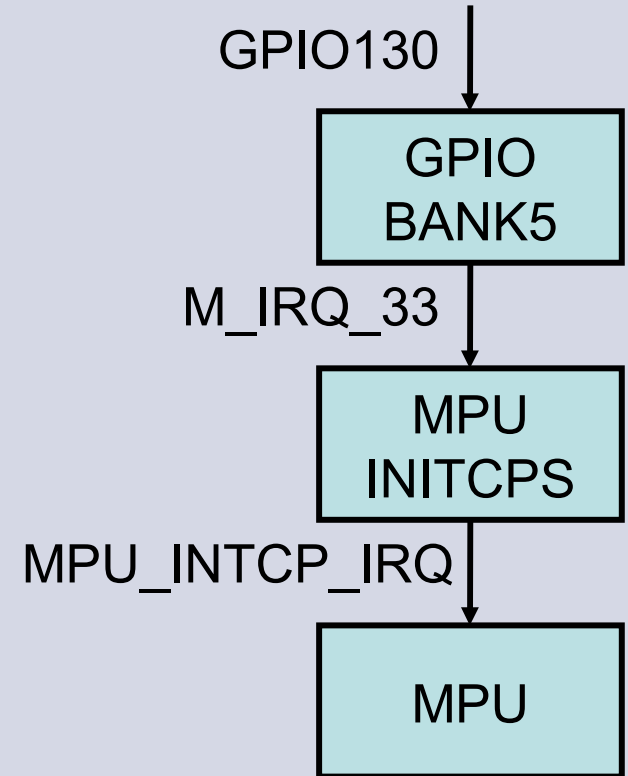 GPIO130
GPIO
BANK5
M_IRQ_33
MPU
INITCPS
MPU_INTCP_IRQ
MPU